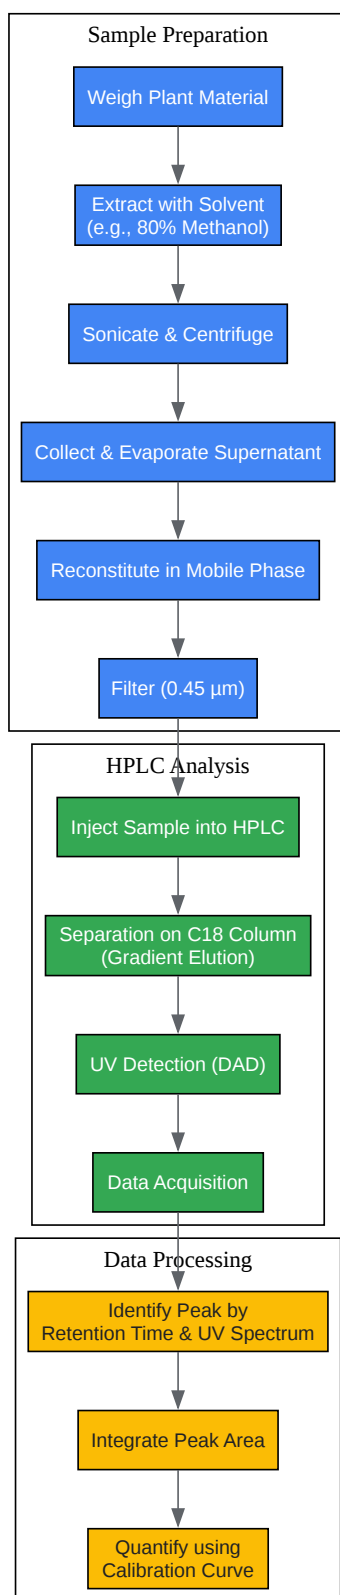 Sample Preparation
Weigh Plant Material
Extract with Solvent
(e.g., 80% Methanol)
Sonicate & Centrifuge
Collect & Evaporate Supernatant
Reconstitute in Mobile Phase
Filter (0.45 µm)
HPLC Analysis
Inject Sample into HPLC
Separation on C18 Column
(Gradient Elution)
UV Detection (DAD)
Data Acquisition
Data Processing
Identify Peak by
Retention Time & UV Spectrum
Integrate Peak Area
Quantify using
Calibration Curve